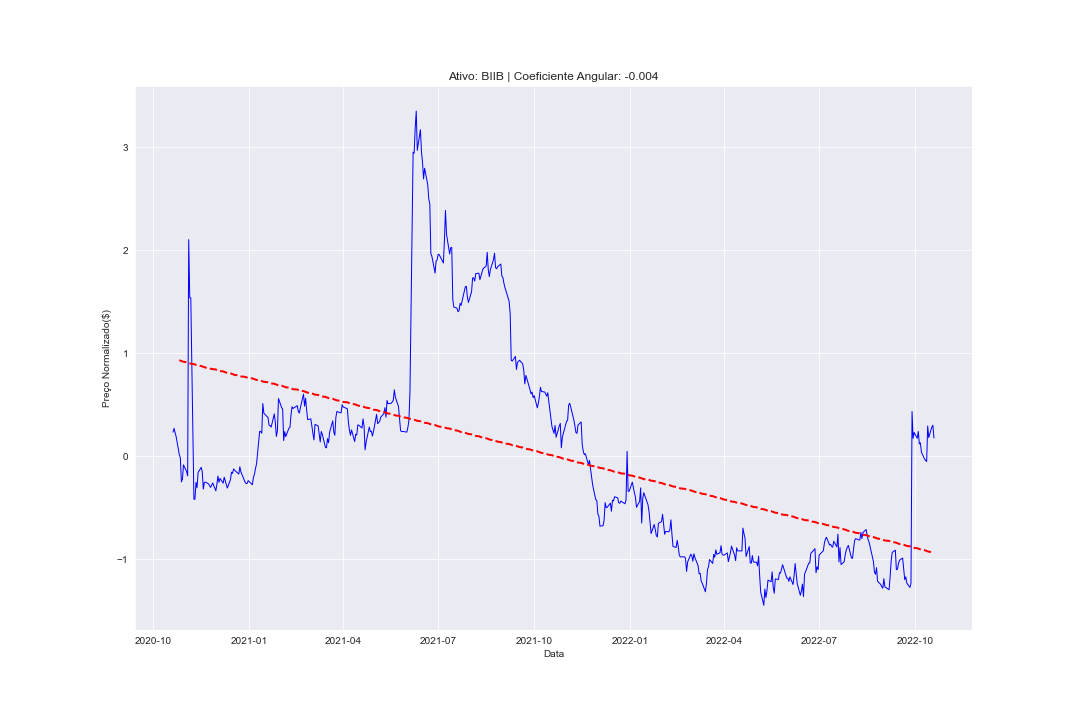 Ativo: BIIB | Coeficiente Angular: -0.004
Preço Normalizado($)
3
2
1
0
−1
2020-10 2021-01 2021-04 2021-07 2021-10 2022-01 2022-04 2022-07 2022-10
Data